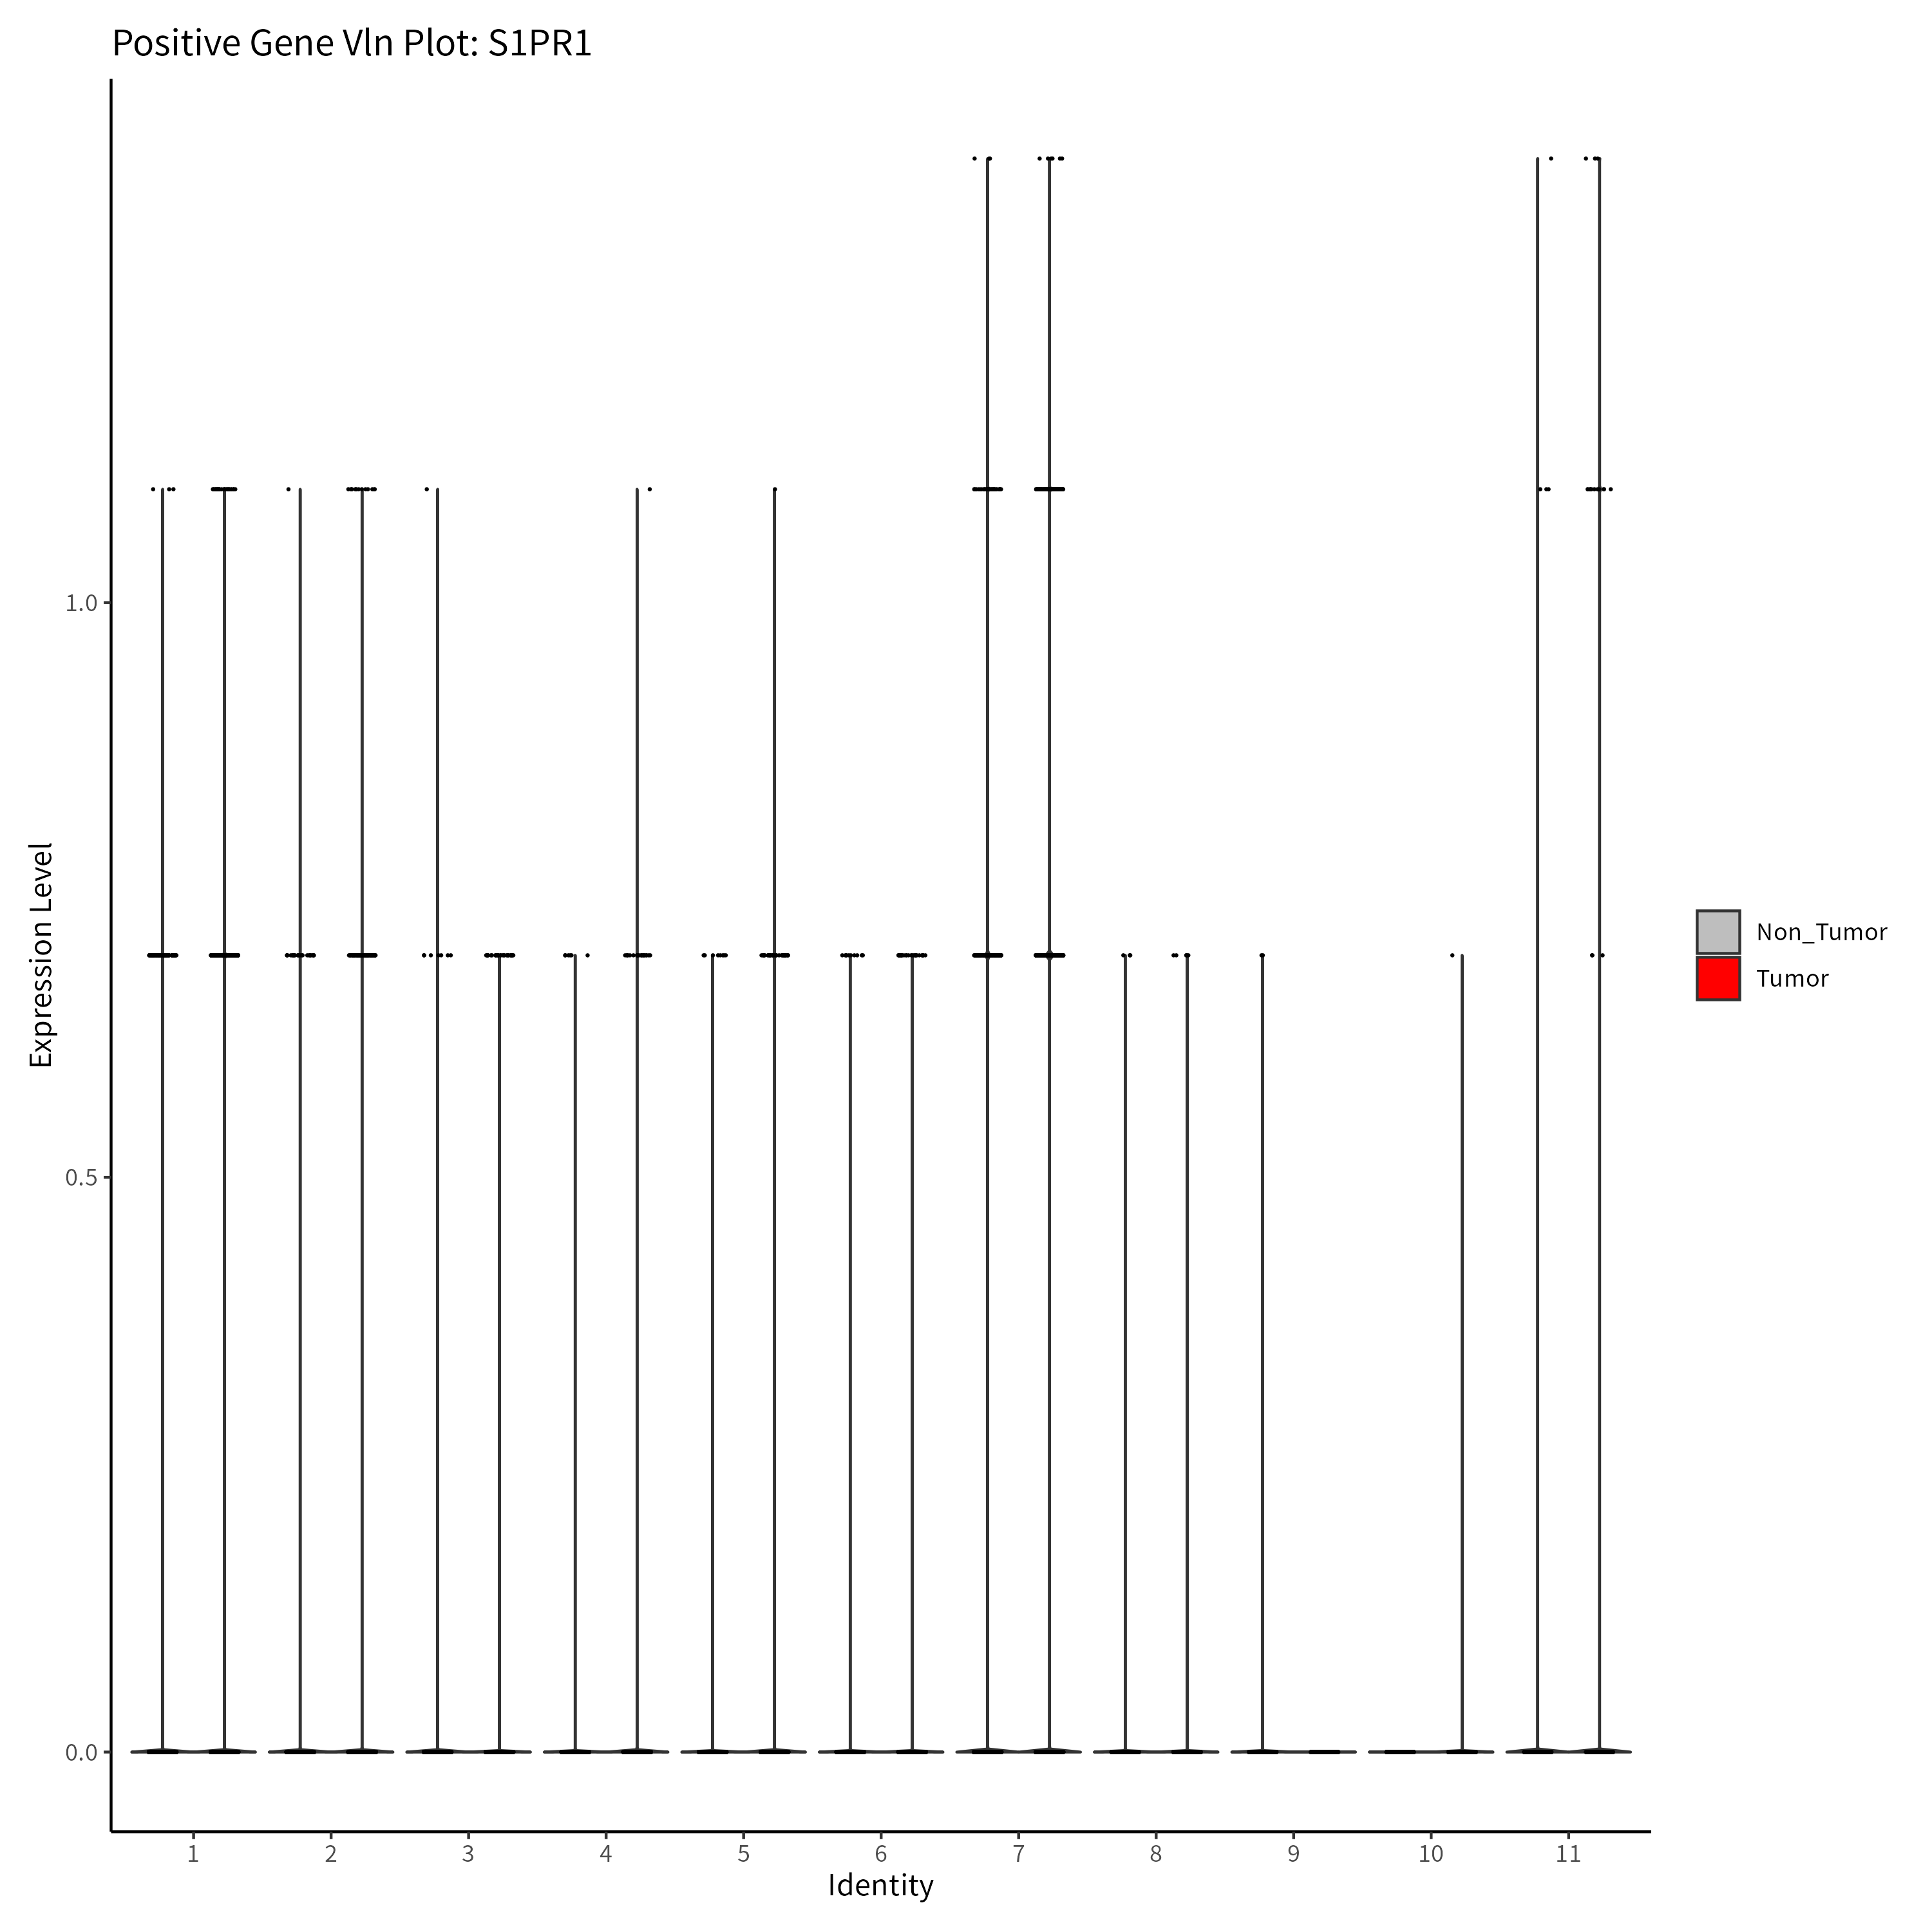 Positive Gene Vln Plot: S1PR1
Expression Level
1.0
0.5
0.0
1 2 3 4 5 6 7 8 9 10 11
Identity
Non_Tumor
Tumor